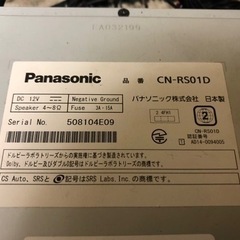 Panasonic
品 番 CN-RS01D
DC 12V
Negative Ground
Speaker 4〜8Ω
Fuse 3A・15A
パナソニック株式会社
日本製
Serial No. 508104E09
CN-RS01D
ドルビーラボラトリーズからの実施権に基づき製造されています。
Dolby、ドルビー及びダブルD記号はドルビーラボラトリーズの商標です。
CS Auto、SRSと 記号はSRS Labs, Inc.の商標です。